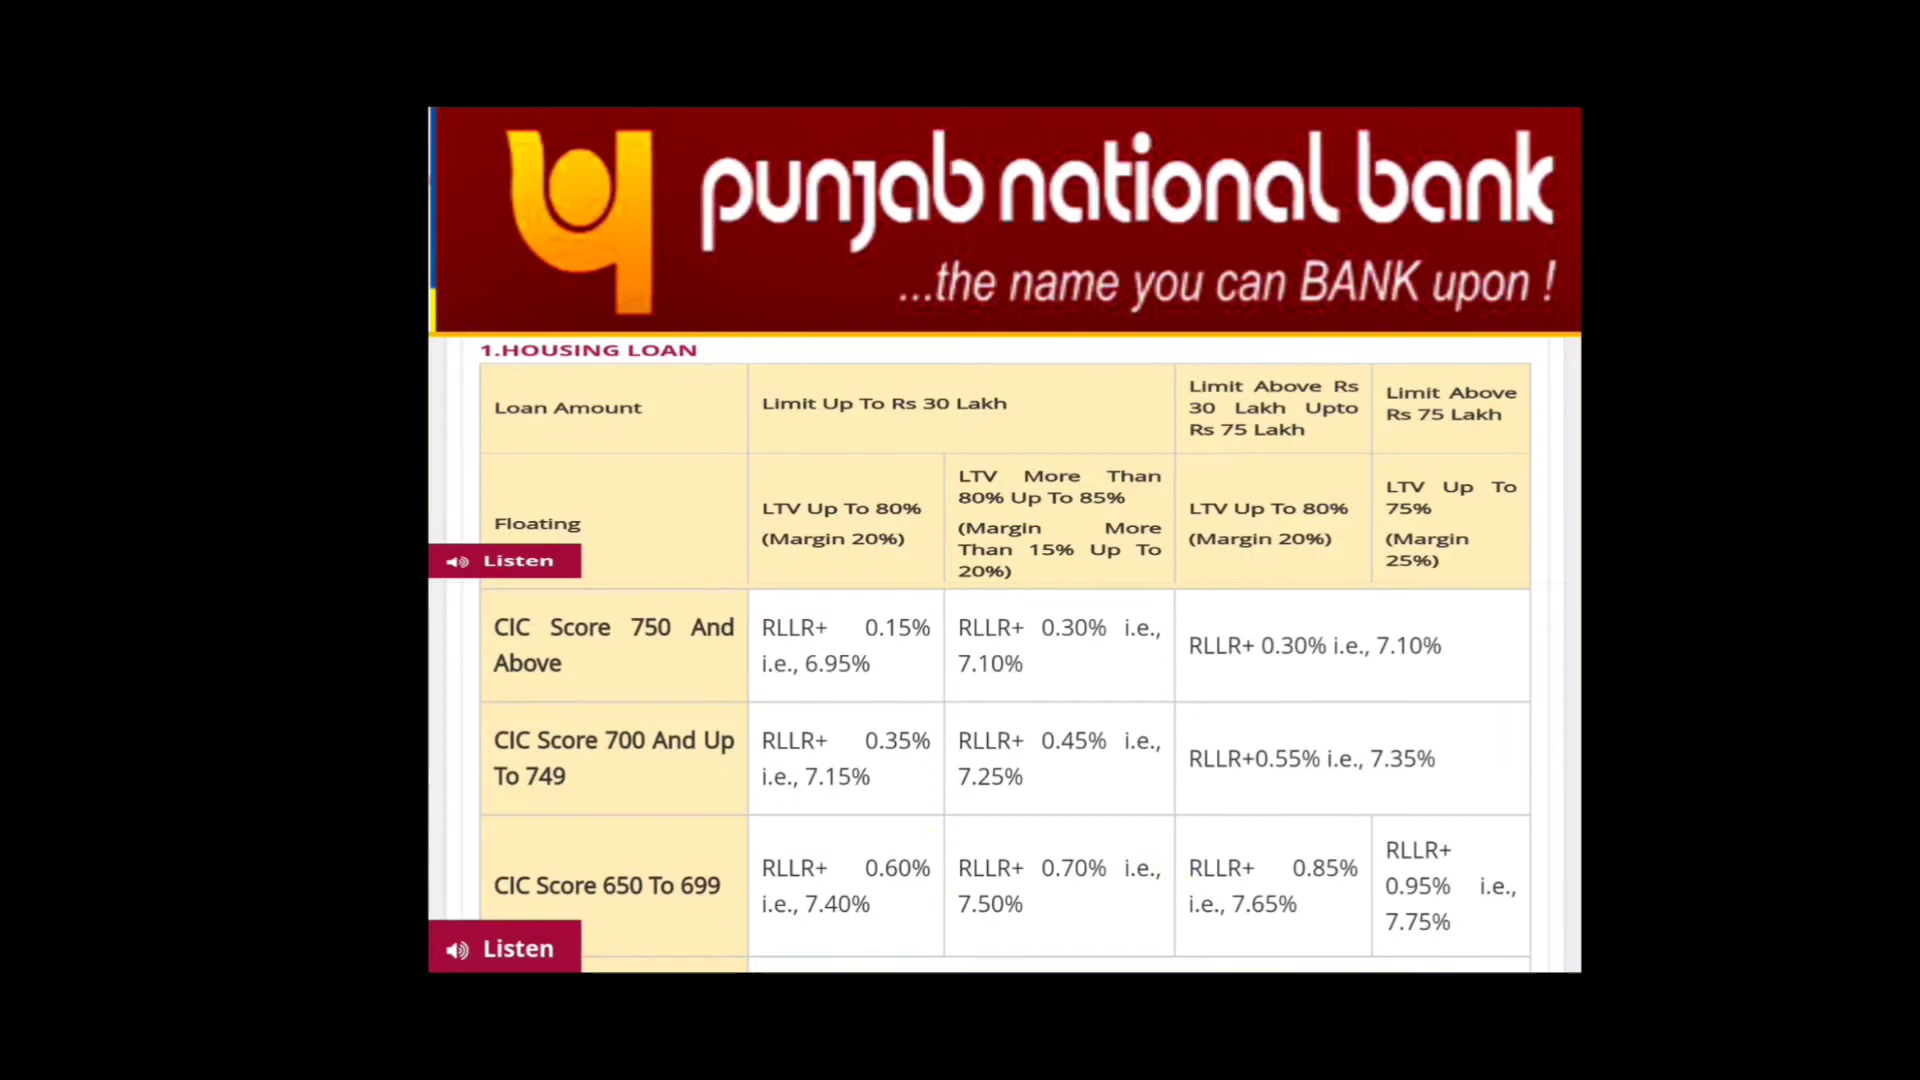 punjab national bank
...the name you can BANK upon !
1.HOUSING LOAN
Loan Amount
Limit Up To Rs 30 Lakh
Limit Above Rs
30 Lakh Upto
Rs 75 Lakh
Limit Above
Rs 75 Lakh
Floating
LTV Up To 80%
(Margin 20%)
LTV More Than
80% Up To 85%
(Margin More
Than 15% Up To
20%)
LTV Up To 80%
(Margin 20%)
LTV Up To
75%
(Margin
25%)
Listen
CIC Score 750 And
Above
RLLR+ 0.15%
i.e., 6.95%
RLLR+ 0.30% i.e.,
7.10%
RLLR+ 0.30% i.e., 7.10%
CIC Score 700 And Up
To 749
RLLR+ 0.35%
i.e., 7.15%
RLLR+ 0.45% i.e.,
7.25%
RLLR+0.55% i.e., 7.35%
CIC Score 650 To 699
RLLR+ 0.60%
i.e., 7.40%
RLLR+ 0.70% i.e.,
7.50%
RLLR+ 0.85%
i.e., 7.65%
RLLR+
0.95% i.e.,
7.75%
Listen